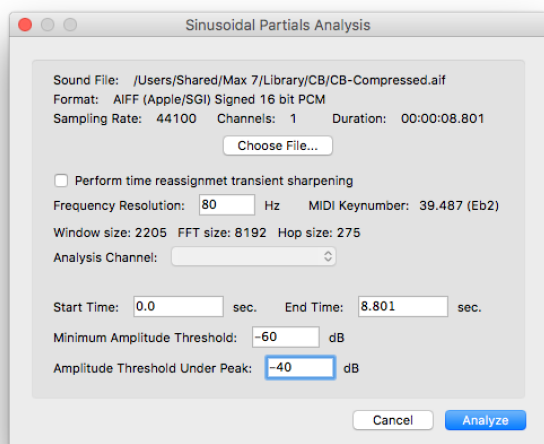 Sinusoidal Partials Analysis
Sound File: /Users/Shared/Max 7/Library/CB/CB-Compressed.aif
Format: AIFF (Apple/SGI) Signed 16 bit PCM
Sampling Rate: 44100 Channels: 1 Duration: 00:00:08.801
Choose File...
Perform time reassignmet transient sharpening
Frequency Resolution: 80 Hz MIDI Keynumber: 39.487 (Eb2)
Window size: 2205 FFT size: 8192 Hop size: 275
Analysis Channel:
Start Time: 0.0 sec. End Time: 8.801 sec.
Minimum Amplitude Threshold: -60 dB
Amplitude Threshold Under Peak: -40 dB
Cancel Analyze